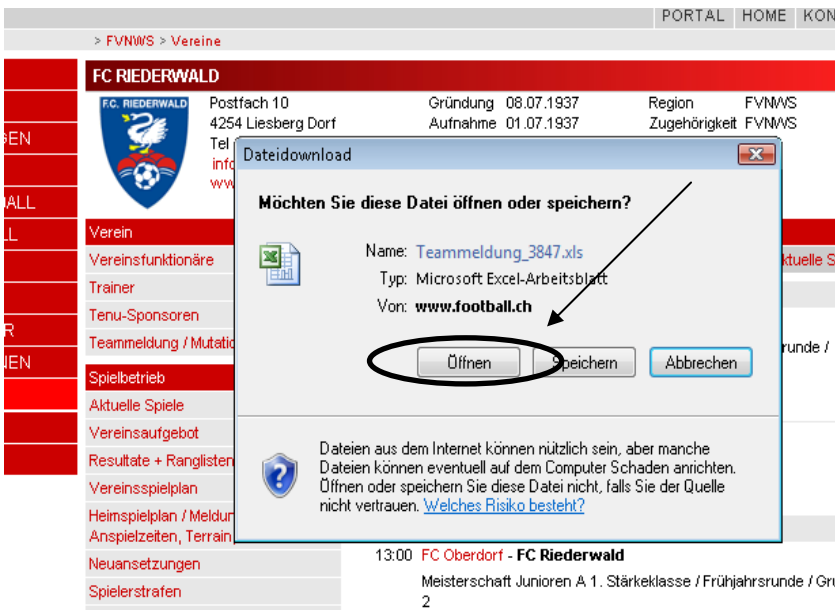 PORTAL HOME KON
> FVNWS > Vereine
FC RIEDERWALD
F.C. RIEDERWALD
Postfach 10
4254 Liesberg Dorf
Tel
info
www
Gründung 08.07.1937
Aufnahme 01.07.1937
Region FVNWS
Zugehörigkeit FVNWS
GEN
ALL
LL
R
NEN
Verein
Vereinsfunktionäre
Trainer
Tenu-Sponsoren
Teammeldung / Mutatio
Spielbetrieb
Aktuelle Spiele
Vereinsaufgebot
Resultate + Ranglisten
Vereinsspielplan
Heimspielplan / Meldun
Anspielzeiten, Terrain
Neuansetzungen
Spielerstrafen
Dateidownload
Möchten Sie diese Datei öffnen oder speichern?
Name: Teammeldung_3847.xls
Typ: Microsoft Excel-Arbeitsblatt
Von: www.football.ch
Öffnen Speichern Abbrechen
Dateien aus dem Internet können nützlich sein, aber manche
Dateien können eventuell auf dem Computer Schaden anrichten.
Öffnen oder speichern Sie diese Datei nicht, falls Sie der Quelle
nicht vertrauen. Welches Risiko besteht?
ktuelle S
runde /
13:00 FC Oberdorf - FC Riederwald
Meisterschaft Junioren A 1. Stärkeklasse / Frühjahrsrunde / Gru
2